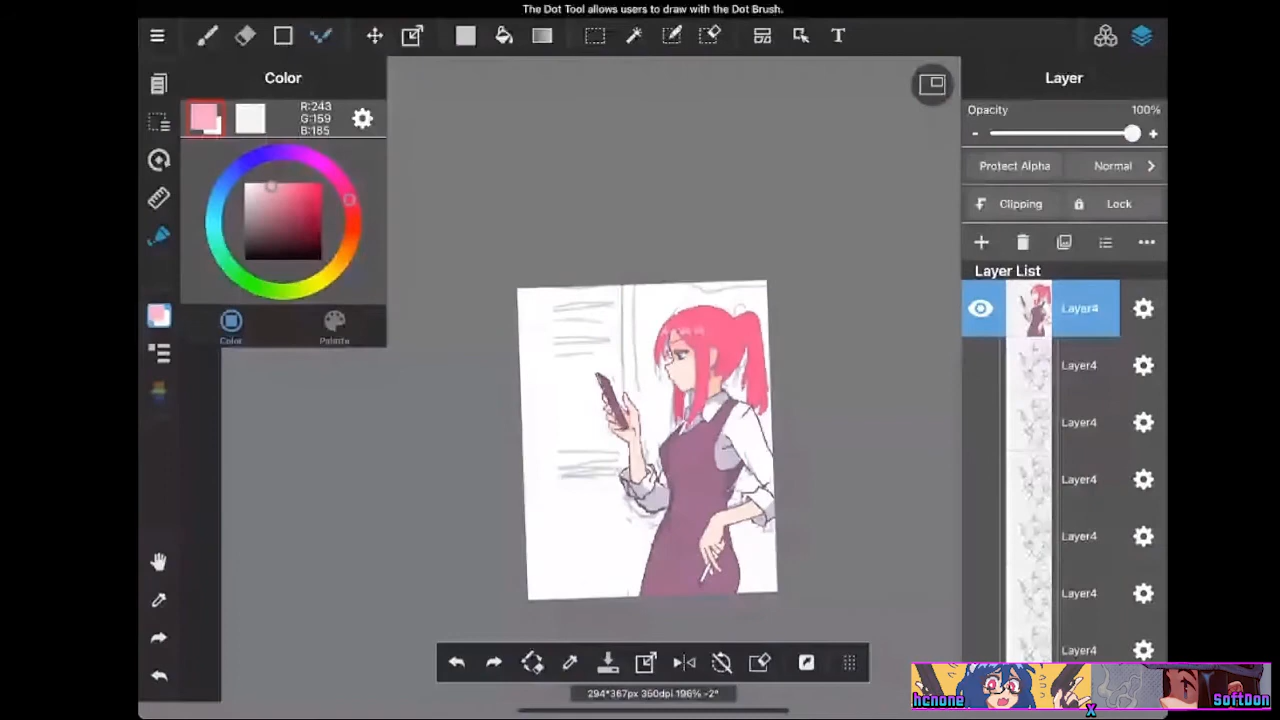 The Dot Tool allows users to draw with the Dot Brush.
T
Color
R:243
G:159
B:185
Color
Palette
Layer
Opacity
100%
- +
Protect Alpha
Normal
Clipping
Lock
Layer List
Layer4
Layer4
Layer4
Layer4
Layer4
Layer4
Layer4
294*367px 350dpi 196% -2°
hcnone
X
SoftDon